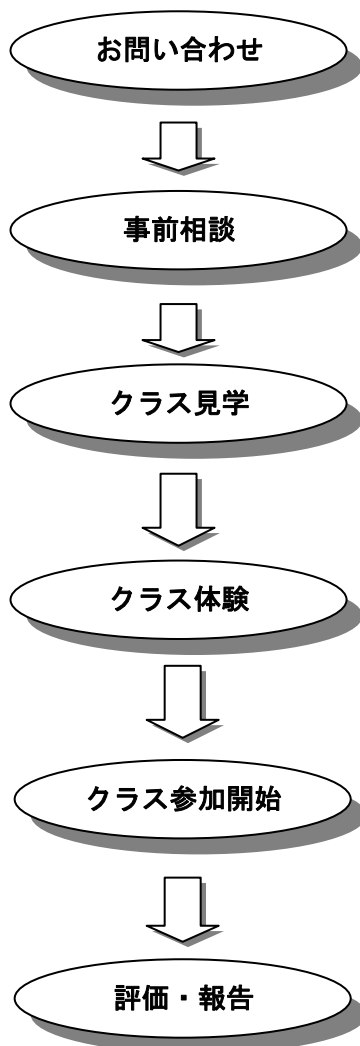 お問い合わせ
事前相談
クラス見学
クラス体験
クラス参加開始
評価・報告